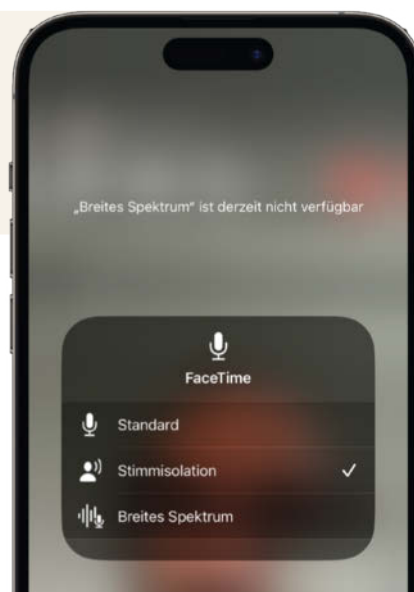 „Breites Spektrum“ ist derzeit nicht verfügbar
FaceTime
Standard
Stimmisolation
Breites Spektrum